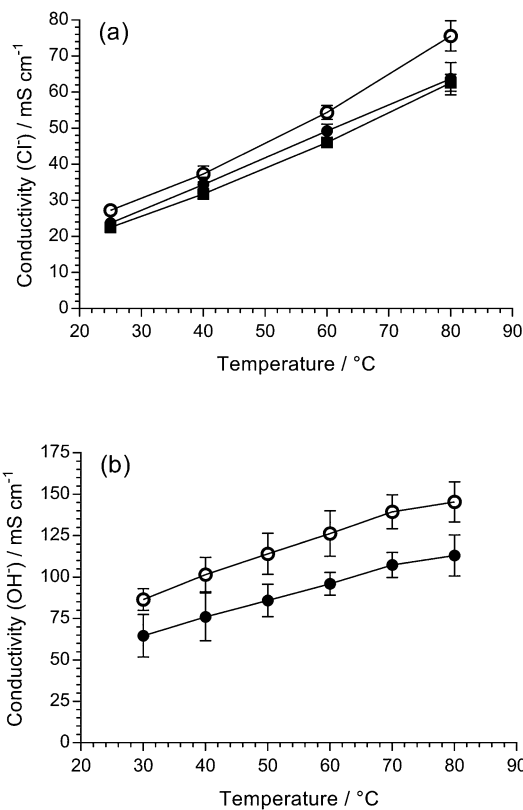 (a)
80
70
60
50
40
30
20
10
0
Conductivity (Cl⁻) / mS cm⁻¹
20 30 40 50 60 70 80 90
Temperature / °C
(b)
175
150
125
100
75
50
25
0
Conductivity (OH⁻) / mS cm⁻¹
20 30 40 50 60 70 80 90
Temperature / °C